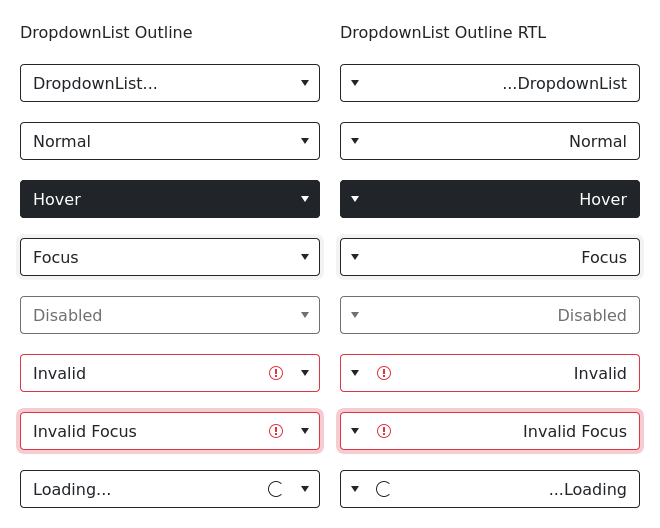 DropdownList Outline
DropdownList...
Normal
Hover
Focus
Disabled
Invalid
Invalid Focus
Loading...
DropdownList Outline RTL
...DropdownList
Normal
Hover
Focus
Disabled
Invalid
Invalid Focus
...Loading